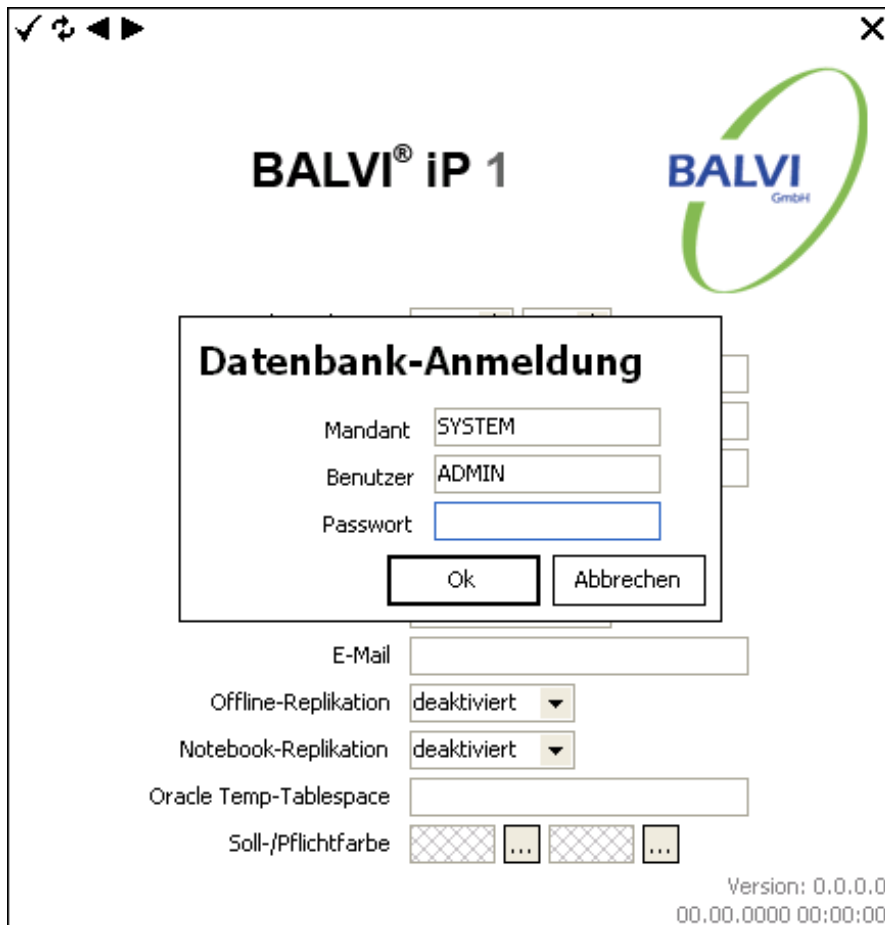 BALVI® iP 1
BALVI
GmbH
Datenbank-Anmeldung
Mandant SYSTEM
Benutzer ADMIN
Passwort
Ok Abbrechen
E-Mail
Offline-Replikation deaktiviert
Notebook-Replikation deaktiviert
Oracle Temp-Tablespace
Soll-/Pflichtfarbe ... ...
Version: 0.0.0.0
00.00.0000 00:00:00